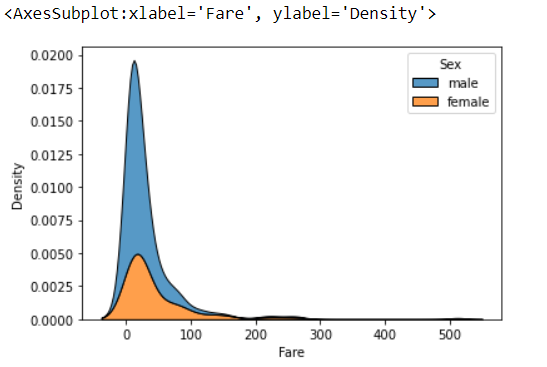 <AxesSubplot:xlabel='Fare', ylabel='Density'>
Sex
male
female
Density
0.0200
0.0175
0.0150
0.0125
0.0100
0.0075
0.0050
0.0025
0.0000
0 100 200 300 400 500
Fare